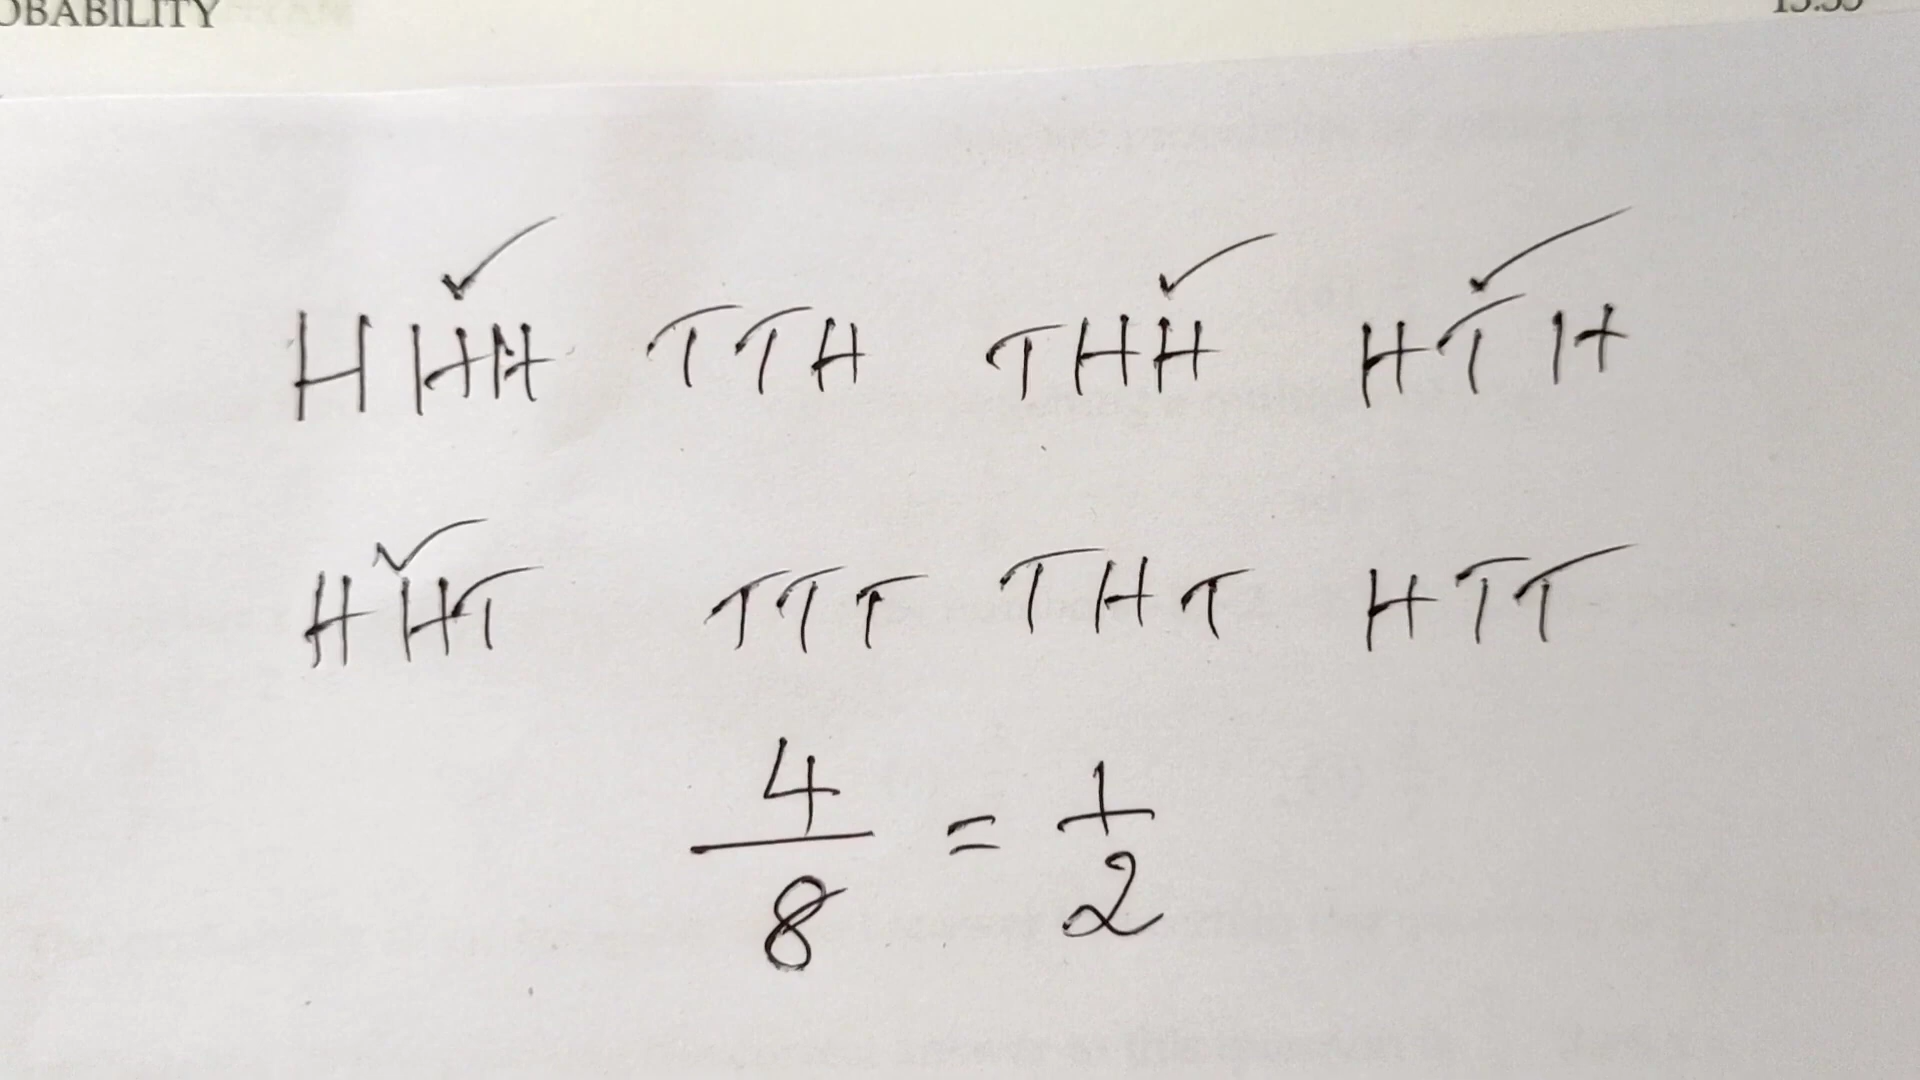 OBABILITY
✓ ✓ ✓
HHH TTH THH HTH
✓
HHT TTT THT HTT
4/8 = 1/2